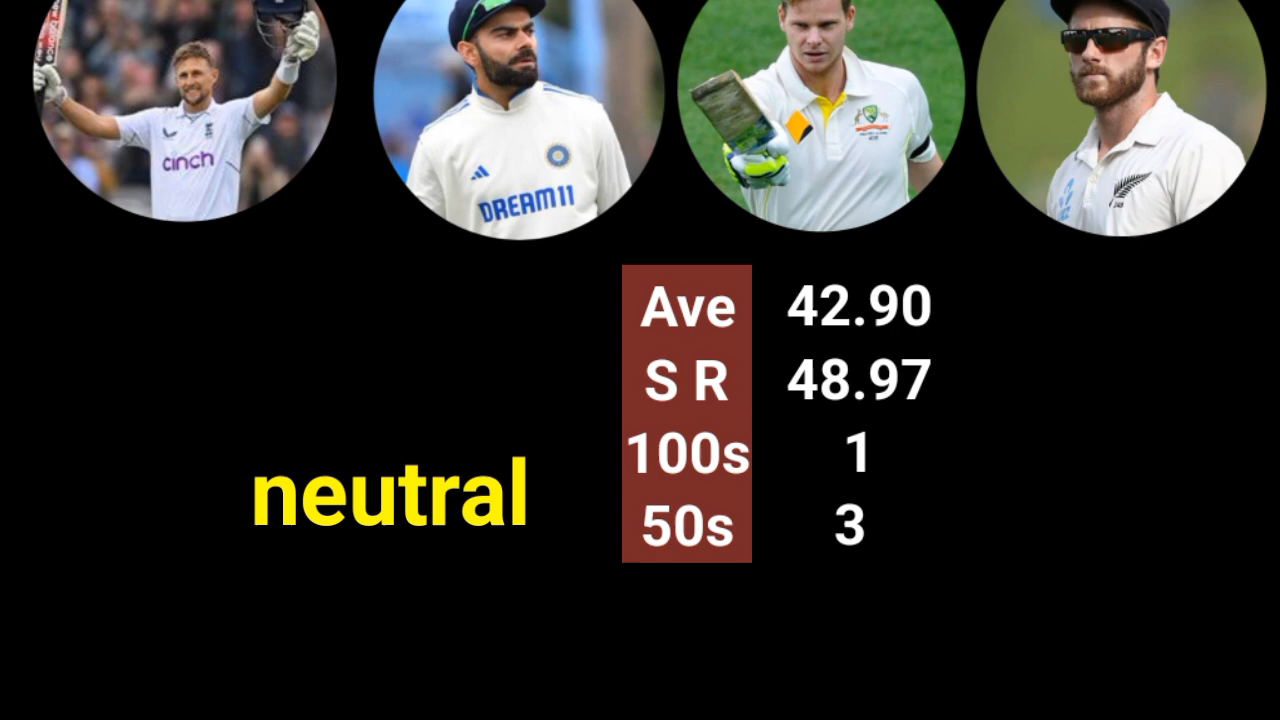 cinch
DREAM11
Ave 42.90
S R 48.97
100s 1
50s 3
neutral